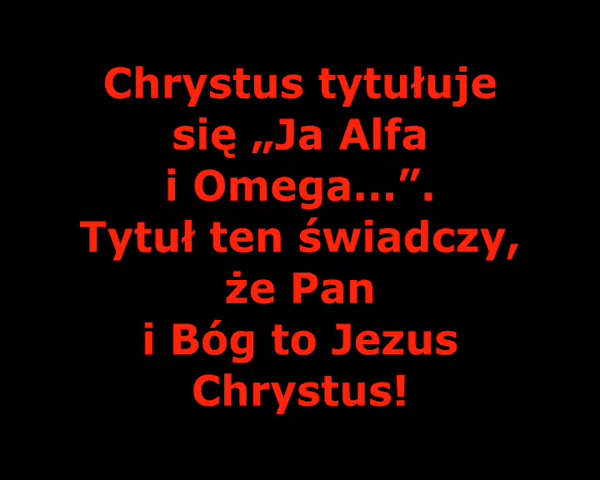 Chrystus tytułuje
się „Ja Alfa
i Omega...”.
Tytuł ten świadczy,
że Pan
i Bóg to Jezus
Chrystus!